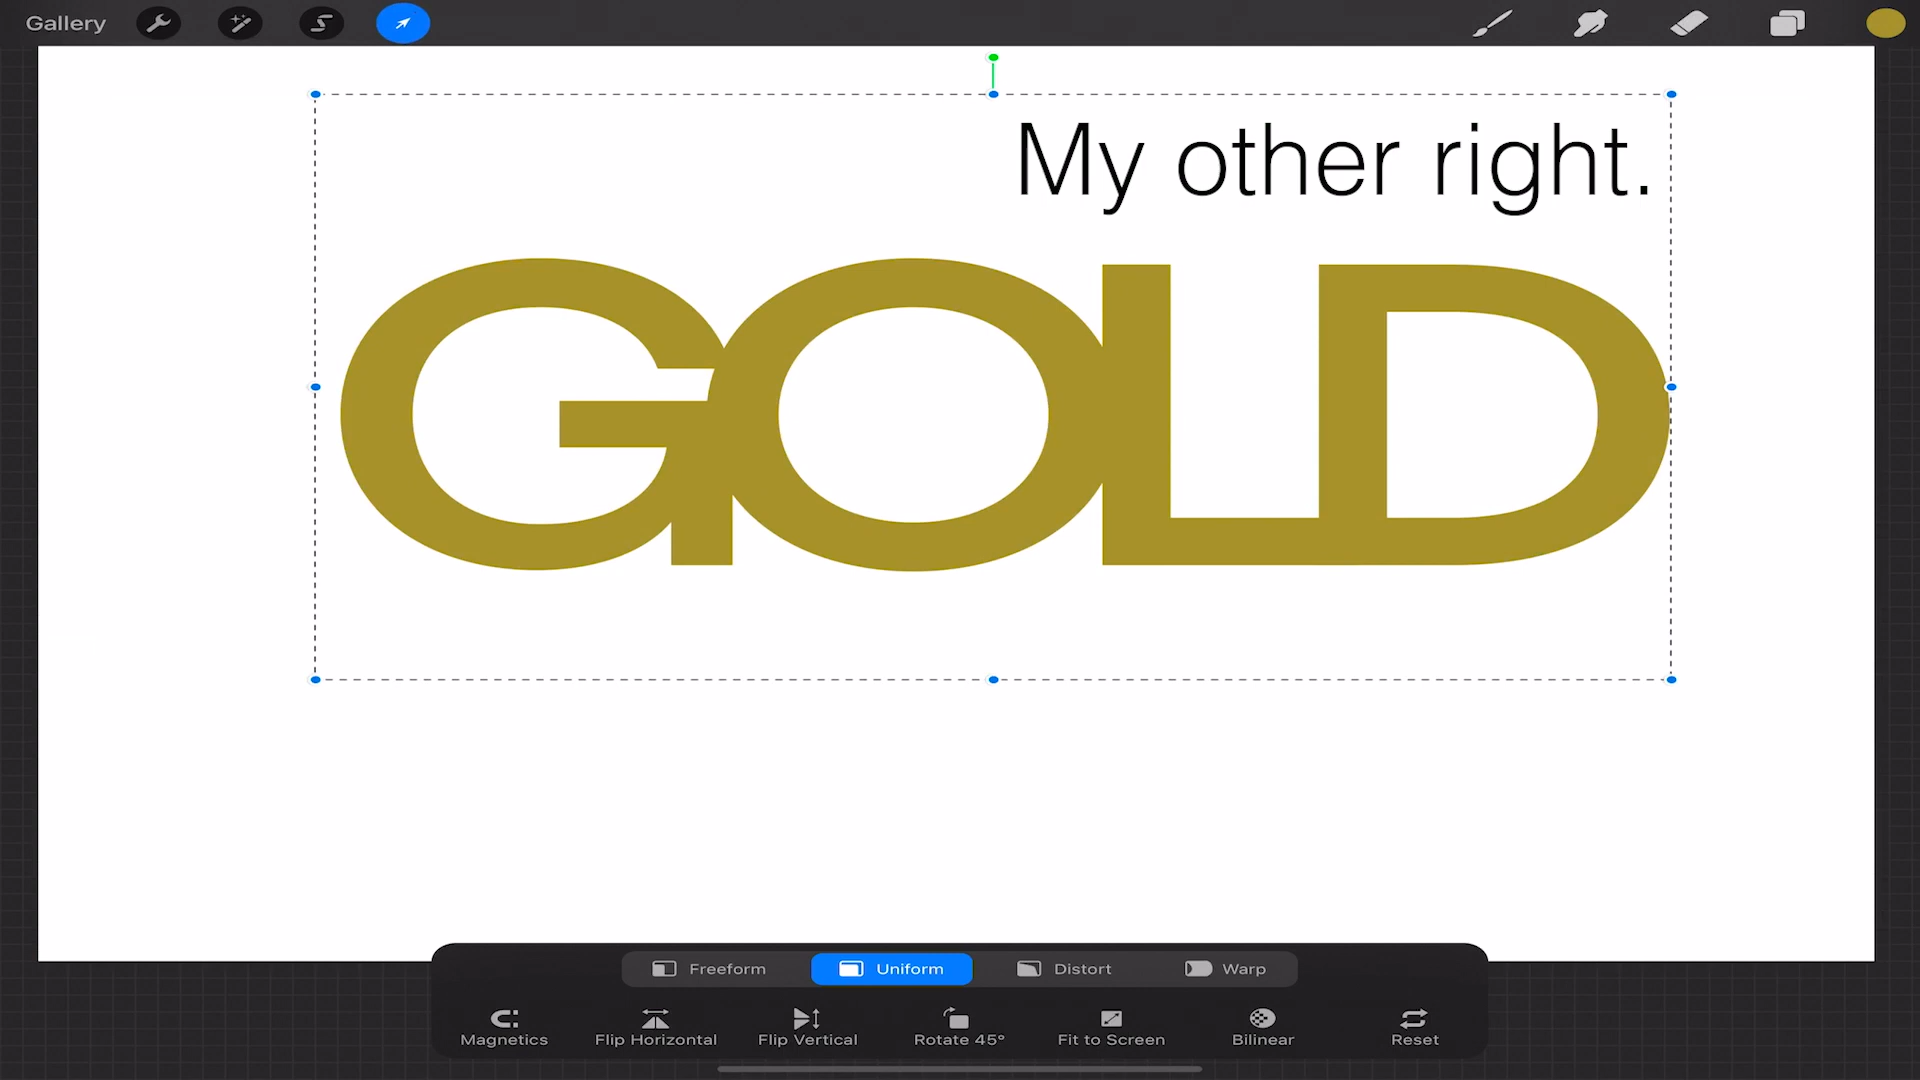 Gallery
My other right.
GOLD
Freeform Uniform Distort Warp
Magnetics Flip Horizontal Flip Vertical Rotate 45° Fit to Screen Bilinear Reset